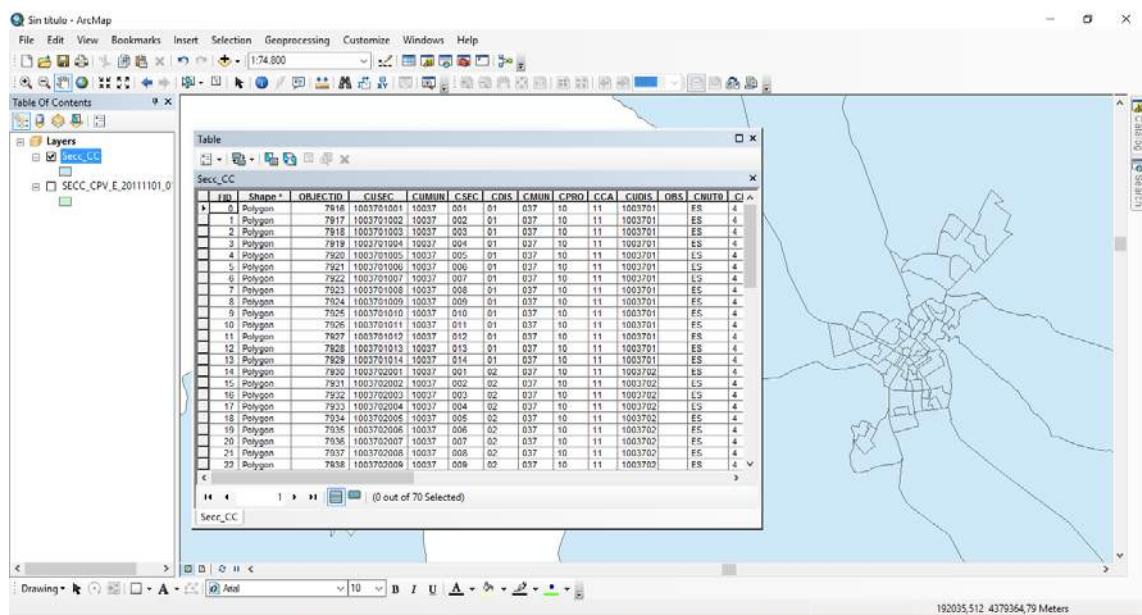 Sin título - ArcMap
File Edit View Bookmarks Insert Selection Geoprocessing Customize Windows Help
1:74.800
Table Of Contents
Layers
Secc_CC
SECC_CPV_E_20111101_0
Table
Secc_CC
FID Shape * OBJECTID CUSEC CUMUN CSEC CDIS CMUN CPRO CCA CUDIS OBS CNUT0
0 Polygon 7916 1003701001 10037 001 01 037 10 11 1003701 ES 4
1 Polygon 7917 1003701002 10037 002 01 037 10 11 1003701 ES 4
2 Polygon 7918 1003701003 10037 003 01 037 10 11 1003701 ES 4
3 Polygon 7919 1003701004 10037 004 01 037 10 11 1003701 ES 4
4 Polygon 7920 1003701005 10037 005 01 037 10 11 1003701 ES 4
5 Polygon 7921 1003701006 10037 006 01 037 10 11 1003701 ES 4
6 Polygon 7922 1003701007 10037 007 01 037 10 11 1003701 ES 4
7 Polygon 7923 1003701008 10037 008 01 037 10 11 1003701 ES 4
8 Polygon 7924 1003701009 10037 009 01 037 10 11 1003701 ES 4
9 Polygon 7925 1003701010 10037 010 01 037 10 11 1003701 ES 4
10 Polygon 7926 1003701011 10037 011 01 037 10 11 1003701 ES 4
11 Polygon 7927 1003701012 10037 012 01 037 10 11 1003701 ES 4
12 Polygon 7928 1003701013 10037 013 01 037 10 11 1003701 ES 4
13 Polygon 7929 1003701014 10037 014 01 037 10 11 1003701 ES 4
14 Polygon 7930 1003702001 10037 001 02 037 10 11 1003702 ES 4
15 Polygon 7931 1003702002 10037 002 02 037 10 11 1003702 ES 4
16 Polygon 7932 1003702003 10037 003 02 037 10 11 1003702 ES 4
17 Polygon 7933 1003702004 10037 004 02 037 10 11 1003702 ES 4
18 Polygon 7934 1003702005 10037 005 02 037 10 11 1003702 ES 4
19 Polygon 7935 1003702006 10037 006 02 037 10 11 1003702 ES 4
20 Polygon 7936 1003702007 10037 007 02 037 10 11 1003702 ES 4
21 Polygon 7937 1003702008 10037 008 02 037 10 11 1003702 ES 4
22 Polygon 7938 1003702009 10037 009 02 037 10 11 1003702 ES 4
1 (0 out of 70 Selected)
Secc_CC
Catalog
Search
Drawing A Arial 10 B I U A
192035,512 4379364,79 Meters